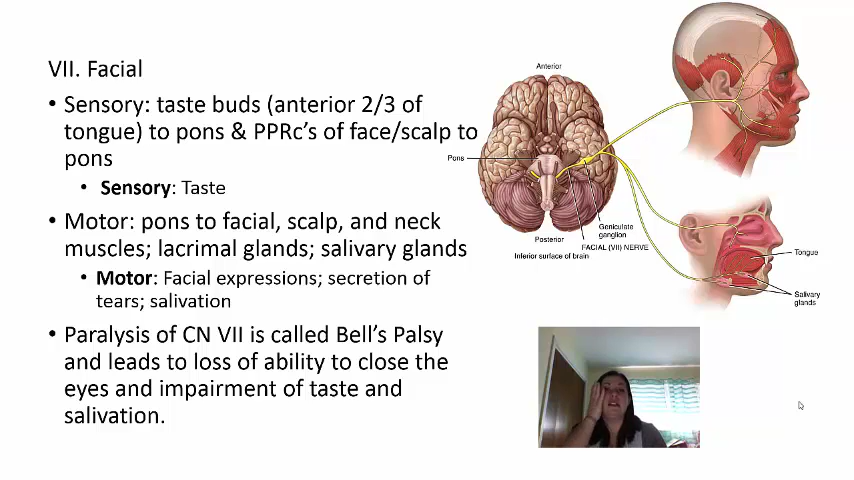 VII. Facial
• Sensory: taste buds (anterior 2/3 of
tongue) to pons & PPRc's of face/scalp to
pons
• Sensory: Taste
• Motor: pons to facial, scalp, and neck
muscles; lacrimal glands; salivary glands
• Motor: Facial expressions; secretion of
tears; salivation
• Paralysis of CN VII is called Bell's Palsy
and leads to loss of ability to close the
eyes and impairment of taste and
salivation.
Anterior
Pons
Geniculate
ganglion
FACIAL (VII) NERVE
Posterior
Inferior surface of brain
Tongue
Salivary
glands